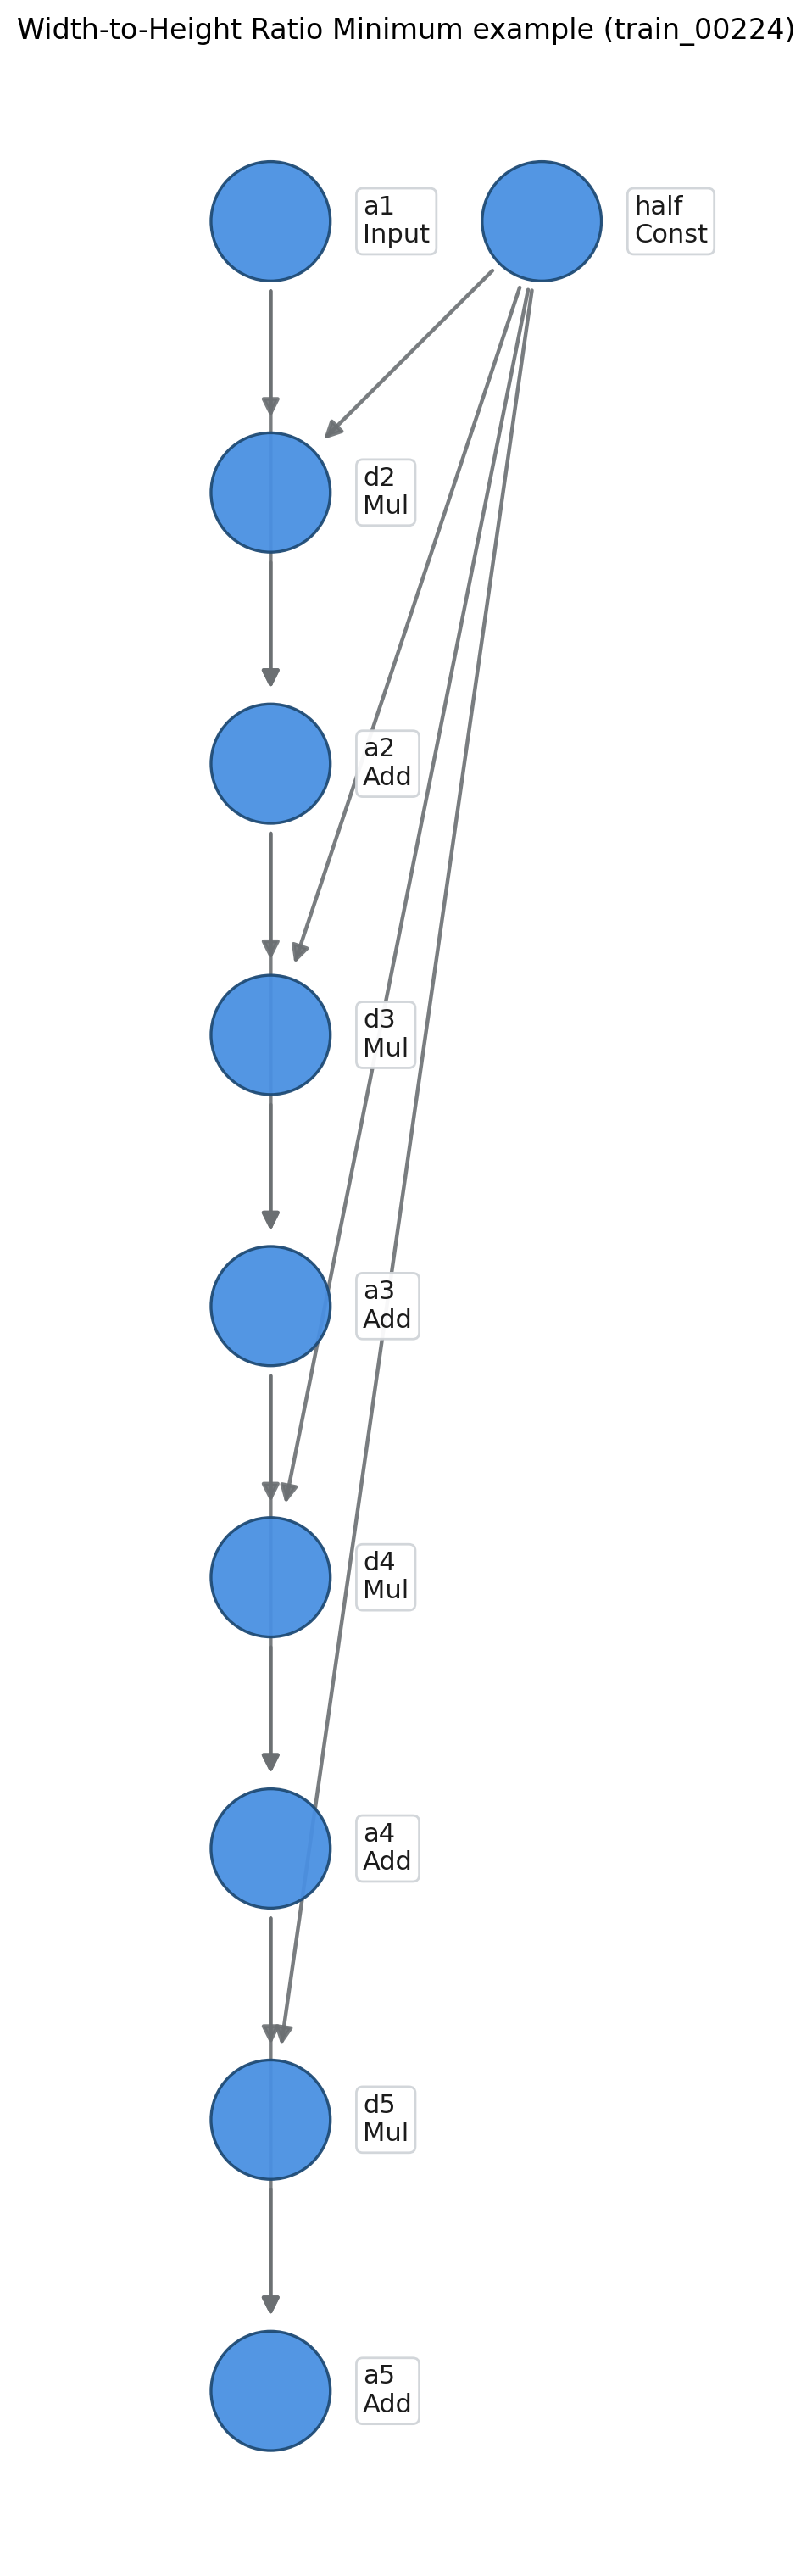 Width-to-Height Ratio Minimum example (train_00224)
a1
Input
half
Const
d2
Mul
a2
Add
d3
Mul
a3
Add
d4
Mul
a4
Add
d5
Mul
a5
Add